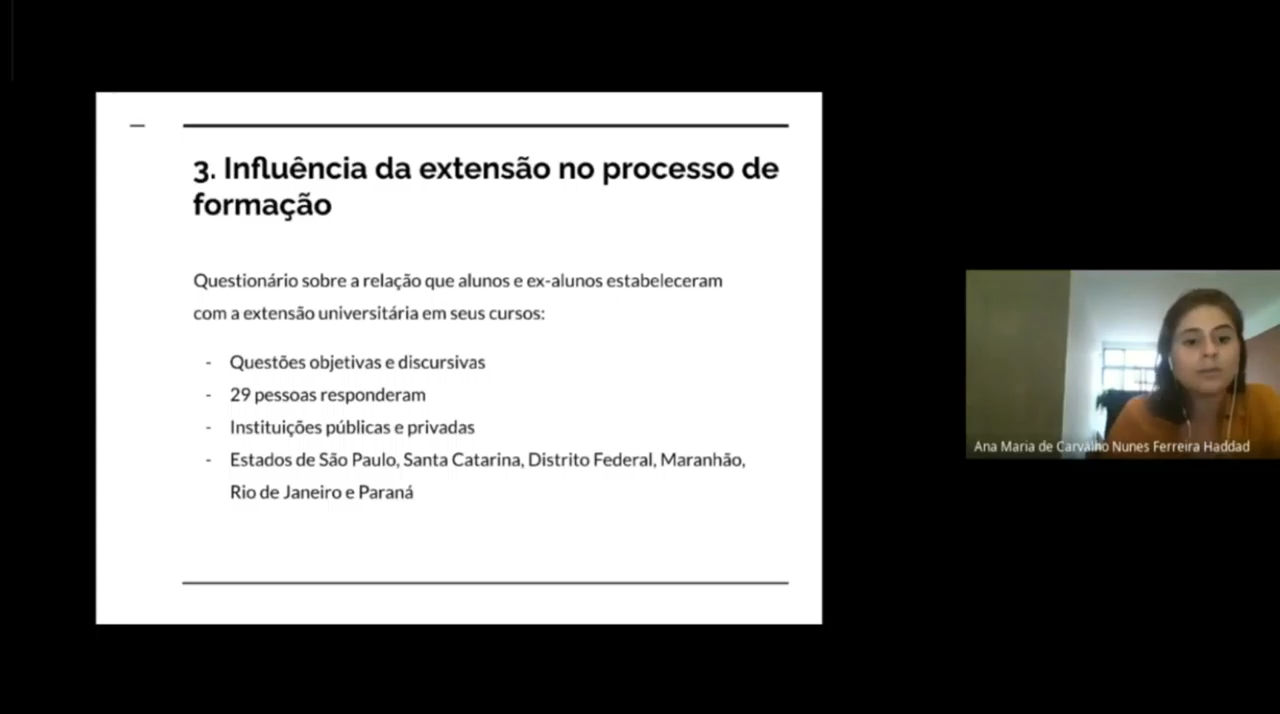 3. Influência da extensão no processo de
formação
Questionário sobre a relação que alunos e ex-alunos estabeleceram
com a extensão universitária em seus cursos:
- Questões objetivas e discursivas
- 29 pessoas responderam
- Instituições públicas e privadas
- Estados de São Paulo, Santa Catarina, Distrito Federal, Maranhão,
Rio de Janeiro e Paraná
Ana Maria de Carvalho Nunes Ferreira Haddad